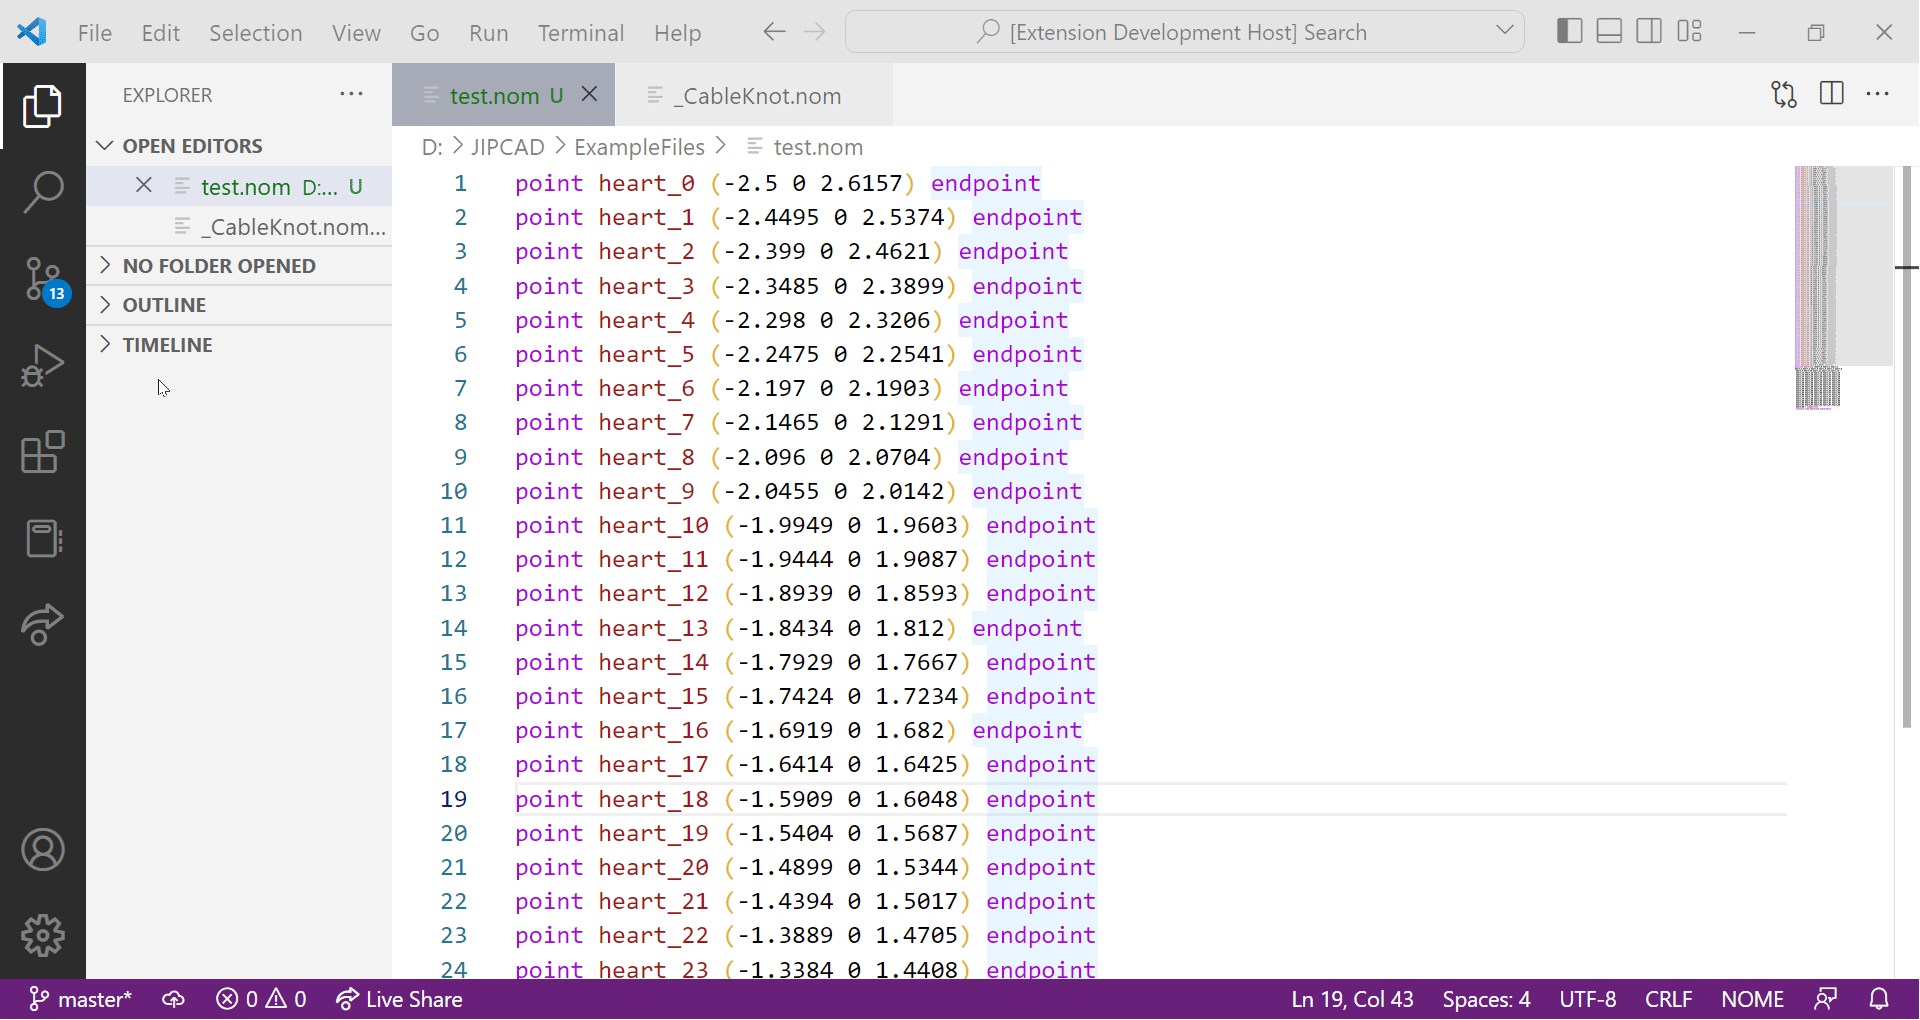 File Edit Selection View Go Run Terminal Help [Extension Development Host] Search
EXPLORER
OPEN EDITORS
test.nom D:... U
_CableKnot.nom...
NO FOLDER OPENED
OUTLINE
TIMELINE
13
test.nom U _CableKnot.nom
D: JIPCAD ExampleFiles test.nom
1 point heart_0 (-2.5 0 2.6157) endpoint
2 point heart_1 (-2.4495 0 2.5374) endpoint
3 point heart_2 (-2.399 0 2.4621) endpoint
4 point heart_3 (-2.3485 0 2.3899) endpoint
5 point heart_4 (-2.298 0 2.3206) endpoint
6 point heart_5 (-2.2475 0 2.2541) endpoint
7 point heart_6 (-2.197 0 2.1903) endpoint
8 point heart_7 (-2.1465 0 2.1291) endpoint
9 point heart_8 (-2.096 0 2.0704) endpoint
10 point heart_9 (-2.0455 0 2.0142) endpoint
11 point heart_10 (-1.9949 0 1.9603) endpoint
12 point heart_11 (-1.9444 0 1.9087) endpoint
13 point heart_12 (-1.8939 0 1.8593) endpoint
14 point heart_13 (-1.8434 0 1.812) endpoint
15 point heart_14 (-1.7929 0 1.7667) endpoint
16 point heart_15 (-1.7424 0 1.7234) endpoint
17 point heart_16 (-1.6919 0 1.682) endpoint
18 point heart_17 (-1.6414 0 1.6425) endpoint
19 point heart_18 (-1.5909 0 1.6048) endpoint
20 point heart_19 (-1.5404 0 1.5687) endpoint
21 point heart_20 (-1.4899 0 1.5344) endpoint
22 point heart_21 (-1.4394 0 1.5017) endpoint
23 point heart_22 (-1.3889 0 1.4705) endpoint
24 point heart_23 (-1.3384 0 1.4408) endpoint
master* 0 0 Live Share Ln 19, Col 43 Spaces: 4 UTF-8 CRLF NOME